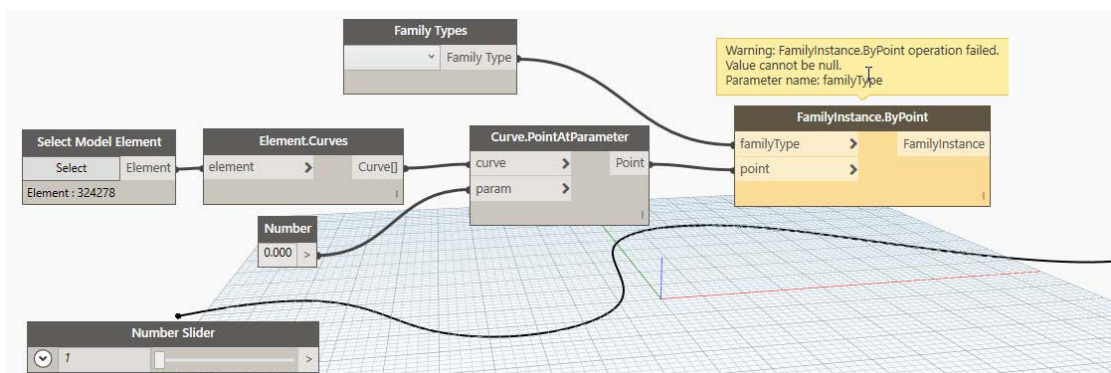 Family Types
Family Type
Warning: FamilyInstance.ByPoint operation failed.
Value cannot be null.
Parameter name: familyType
FamilyInstance.ByPoint
familyType > FamilyInstance
point >
Select Model Element
Select Element
Element : 324278
Element.Curves
element > Curve[]
l
Curve.PointAtParameter
curve > Point
param >
l
l
Number
0.000 >
Number Slider
1 >